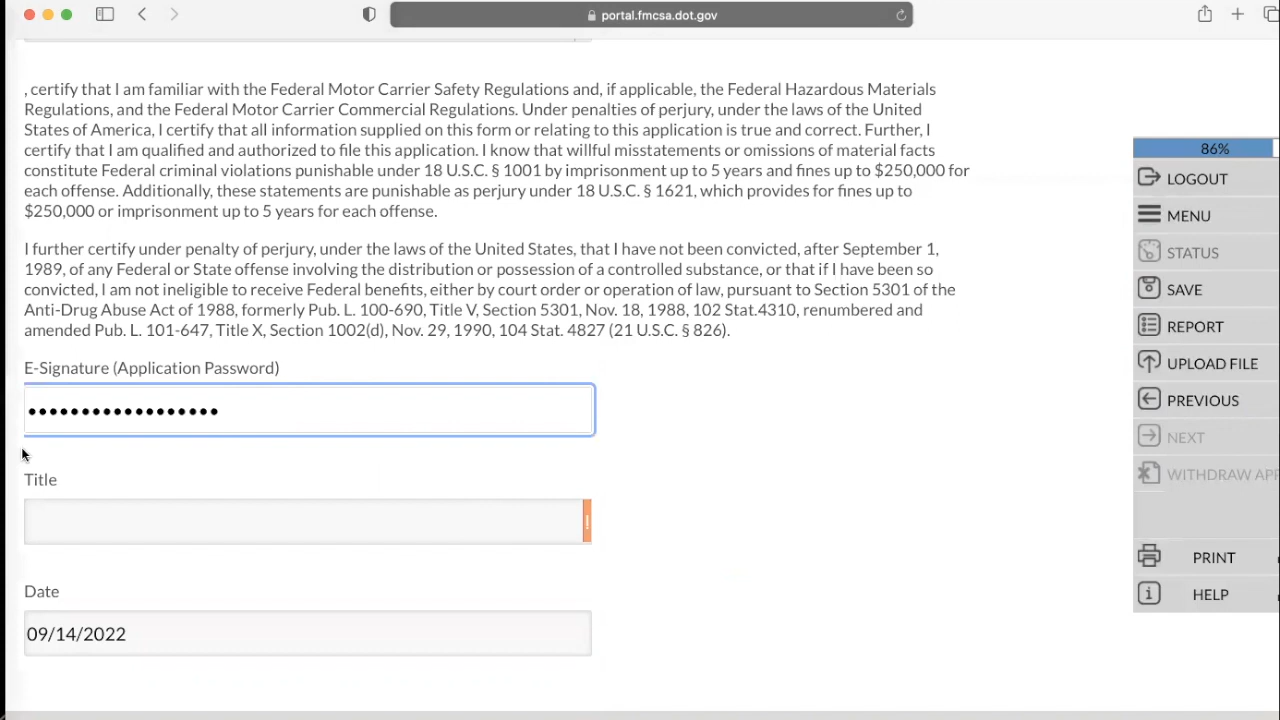 portal.fmcsa.dot.gov
, certify that I am familiar with the Federal Motor Carrier Safety Regulations and, if applicable, the Federal Hazardous Materials
Regulations, and the Federal Motor Carrier Commercial Regulations. Under penalties of perjury, under the laws of the United
States of America, I certify that all information supplied on this form or relating to this application is true and correct. Further, I
certify that I am qualified and authorized to file this application. I know that willful misstatements or omissions of material facts
constitute Federal criminal violations punishable under 18 U.S.C. § 1001 by imprisonment up to 5 years and fines up to $250,000 for
each offense. Additionally, these statements are punishable as perjury under 18 U.S.C. § 1621, which provides for fines up to
$250,000 or imprisonment up to 5 years for each offense.
I further certify under penalty of perjury, under the laws of the United States, that I have not been convicted, after September 1,
1989, of any Federal or State offense involving the distribution or possession of a controlled substance, or that if I have been so
convicted, I am not ineligible to receive Federal benefits, either by court order or operation of law, pursuant to Section 5301 of the
Anti-Drug Abuse Act of 1988, formerly Pub. L. 100-690, Title V, Section 5301, Nov. 18, 1988, 102 Stat.4310, renumbered and
amended Pub. L. 101-647, Title X, Section 1002(d), Nov. 29, 1990, 104 Stat. 4827 (21 U.S.C. § 826).
E-Signature (Application Password)
••••••••••••••••••
Title
Date
09/14/2022
86%
LOGOUT
MENU
STATUS
SAVE
REPORT
UPLOAD FILE
PREVIOUS
NEXT
WITHDRAW APP
PRINT
HELP